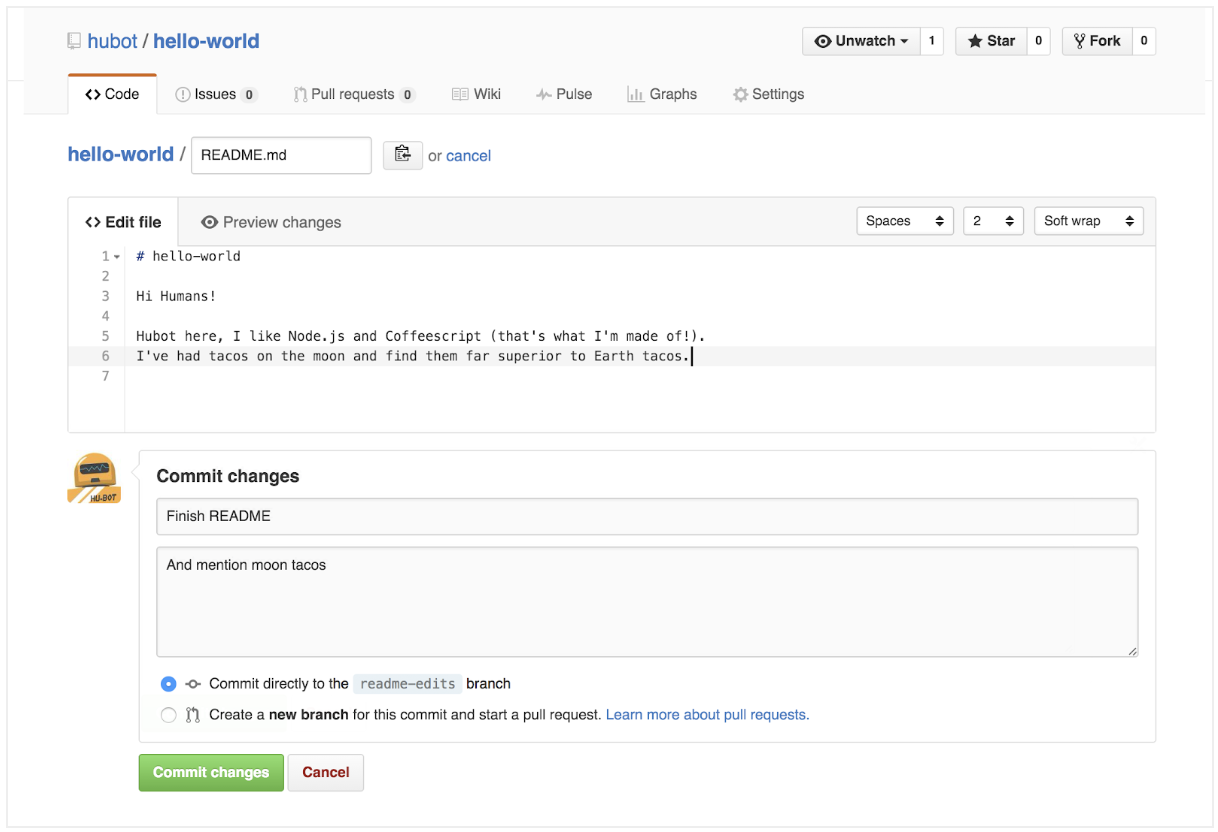 hubot / hello-world
Unwatch 1 Star 0 Fork 0
Code Issues 0 Pull requests 0 Wiki Pulse Graphs Settings
hello-world / README.md or cancel
Edit file Preview changes Spaces 2 Soft wrap
1 # hello-world
2
3 Hi Humans!
4
5 Hubot here, I like Node.js and Coffeescript (that's what I'm made of!).
6 I've had tacos on the moon and find them far superior to Earth tacos.
7
HU-BOT
Commit changes
Finish README
And mention moon tacos
Commit directly to the readme-edits branch
Create a new branch for this commit and start a pull request. Learn more about pull requests.
Commit changes Cancel